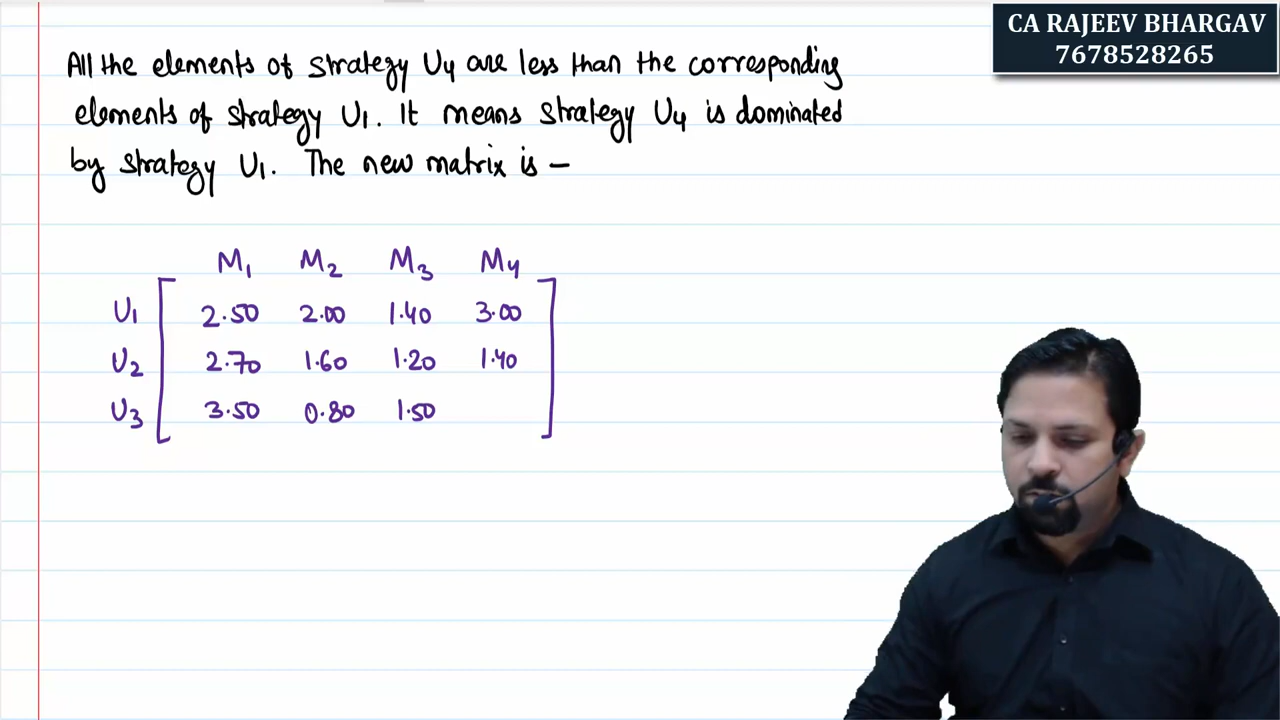 CA RAJEEV BHARGAV
7678528265
All the elements of strategy U4 are less than the corresponding
elements of strategy U1. It means strategy U4 is dominated
by strategy U1. The new matrix is –
M1 M2 M3 M4
U1 2.50 2.00 1.40 3.00
U2 2.70 1.60 1.20 1.40
U3 3.50 0.80 1.50